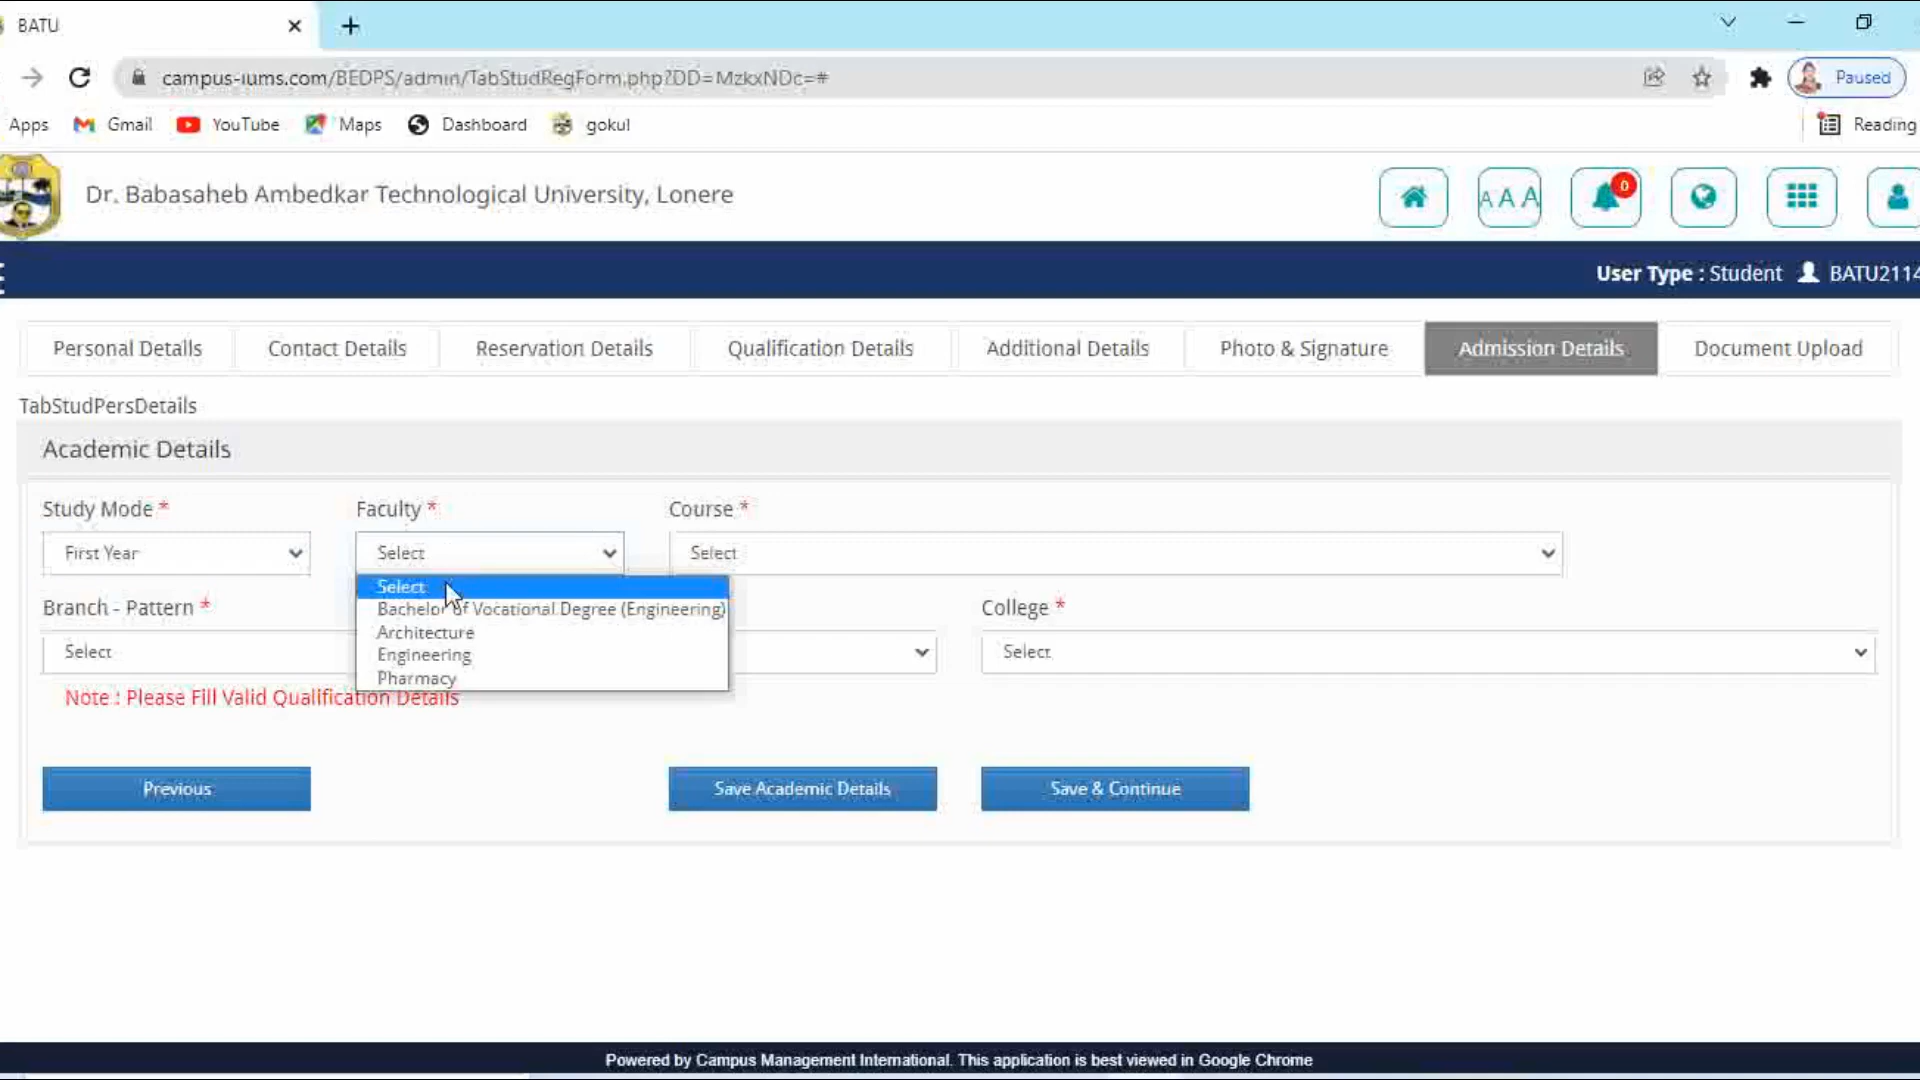 BATU
campus-iums.com/BEDPS/admin/TabStudRegForm.php?DD=MzkxNDc=#
Paused
Apps Gmail YouTube Maps Dashboard gokul Reading
Dr. Babasaheb Ambedkar Technological University, Lonere
A A A
0
User Type : Student BATU2114
Personal Details Contact Details Reservation Details Qualification Details Additional Details Photo & Signature Admission Details Document Upload
TabStudPersDetails
Academic Details
Study Mode * Faculty * Course *
First Year Select Select
Select
Bachelor of Vocational Degree (Engineering)
Architecture
Engineering
Pharmacy
Branch - Pattern * College *
Select Select
Note : Please Fill Valid Qualification Details
Previous Save Academic Details Save & Continue
Powered by Campus Management International. This application is best viewed in Google Chrome